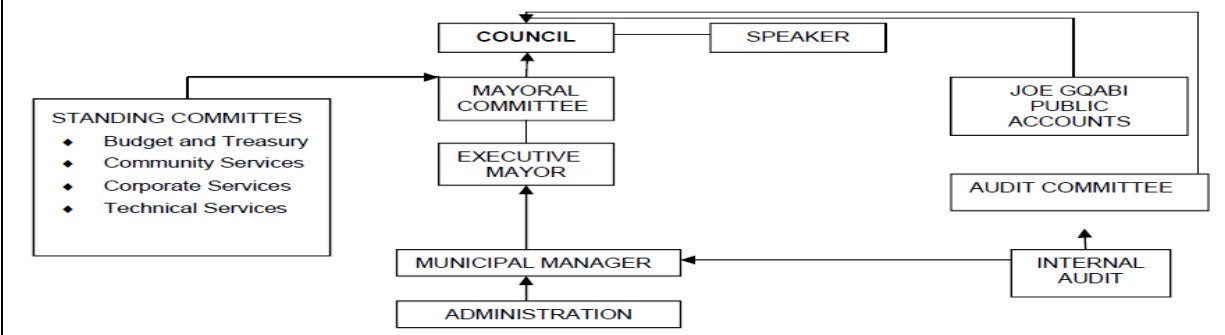 COUNCIL
SPEAKER
MAYORAL
COMMITTEE
JOE GQABI
PUBLIC
ACCOUNTS
STANDING COMMITTES
◆ Budget and Treasury
◆ Community Services
◆ Corporate Services
◆ Technical Services
EXECUTIVE
MAYOR
AUDIT COMMITTEE
MUNICIPAL MANAGER
INTERNAL
AUDIT
ADMINISTRATION